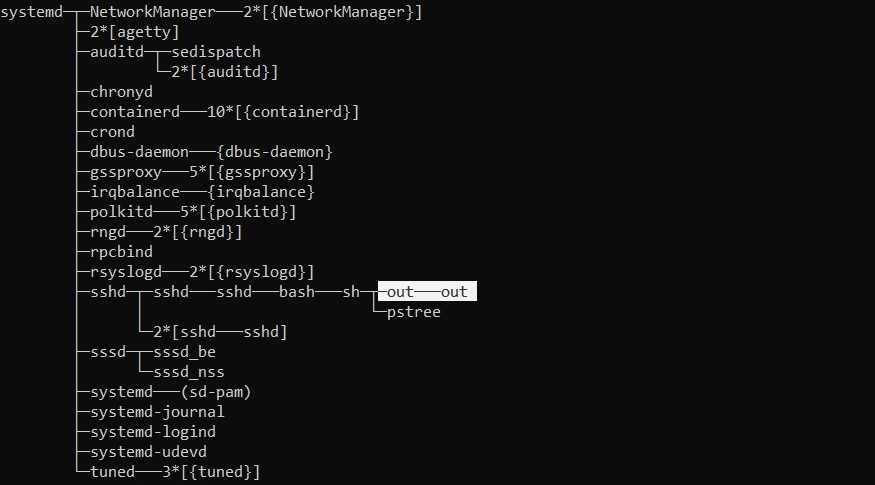 systemd─┬─NetworkManager───2*[{NetworkManager}]
        ├─2*[agetty]
        ├─auditd─┬─sedispatch
        │        └─2*[{auditd}]
        ├─chronyd
        ├─containerd───10*[{containerd}]
        ├─crond
        ├─dbus-daemon───{dbus-daemon}
        ├─gssproxy───5*[{gssproxy}]
        ├─irqbalance───{irqbalance}
        ├─polkitd───5*[{polkitd}]
        ├─rngd───2*[{rngd}]
        ├─rpcbind
        ├─rsyslogd───2*[{rsyslogd}]
        ├─sshd─┬─sshd───sshd───bash───sh─┬─out───out
        │      │                         └─pstree
        │      └─2*[sshd───sshd]
        ├─sssd─┬─sssd_be
        │      └─sssd_nss
        ├─systemd───(sd-pam)
        ├─systemd-journal
        ├─systemd-logind
        ├─systemd-udevd
        └─tuned───3*[{tuned}]